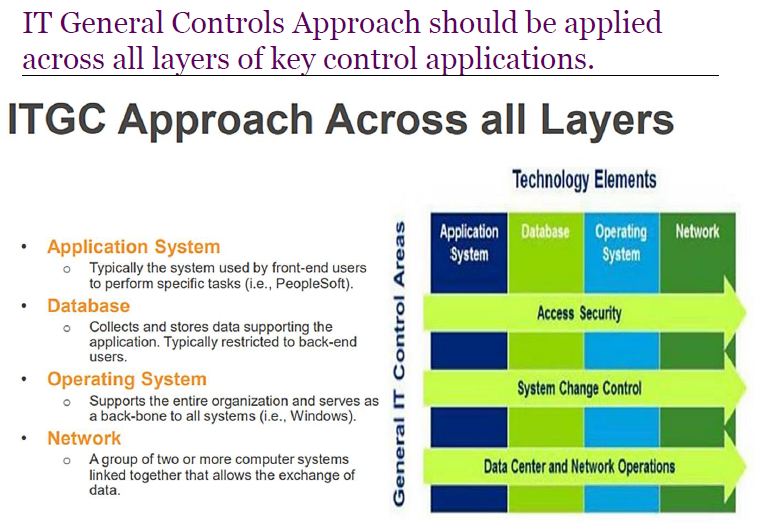 IT General Controls Approach should be applied
across all layers of key control applications.
ITGC Approach Across all Layers
• Application System
o Typically the system used by front-end users
to perform specific tasks (i.e., PeopleSoft).
• Database
o Collects and stores data supporting the
application. Typically restricted to back-end
users.
• Operating System
o Supports the entire organization and serves as
a back-bone to all systems (i.e., Windows).
• Network
o A group of two or more computer systems
linked together that allows the exchange of
data.
Technology Elements
General IT Control Areas
Application
System
Database
Operating
System
Network
Access Security
System Change Control
Data Center and Network Operations